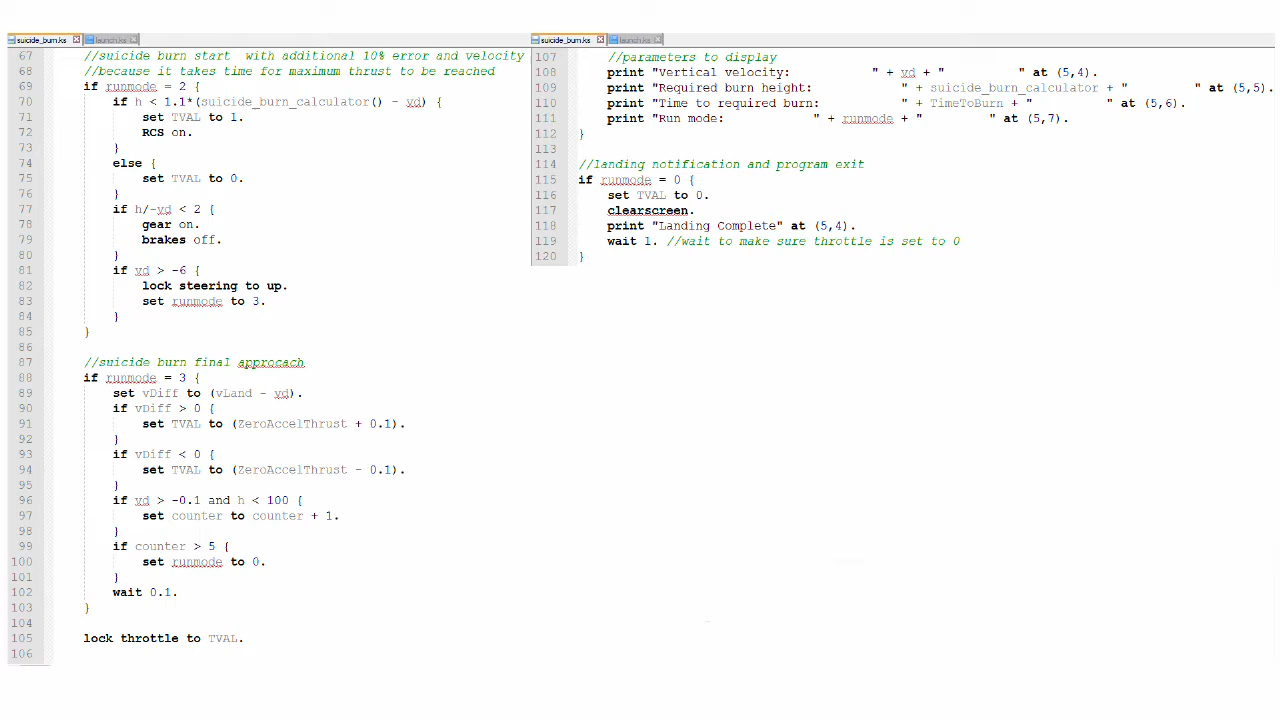 suicide_burn.ks launch.ks
67 //suicide burn start  with additional 10% error and velocity
68 //because it takes time for maximum thrust to be reached
69 if runmode = 2 {
70 if h < 1.1*(suicide_burn_calculator() - vd) {
71 set TVAL to 1.
72 RCS on.
73 }
74 else {
75 set TVAL to 0.
76 }
77 if h/-vd < 2 {
78 gear on.
79 brakes off.
80 }
81 if vd > -6 {
82 lock steering to up.
83 set runmode to 3.
84 }
85 }
86
87 //suicide burn final approcach
88 if runmode = 3 {
89 set vDiff to (vLand - vd).
90 if vDiff > 0 {
91 set TVAL to (ZeroAccelThrust + 0.1).
92 }
93 if vDiff < 0 {
94 set TVAL to (ZeroAccelThrust - 0.1).
95 }
96 if vd > -0.1 and h < 100 {
97 set counter to counter + 1.
98 }
99 if counter > 5 {
100 set runmode to 0.
101 }
102 wait 0.1.
103 }
104
105 lock throttle to TVAL.
106
suicide_burn.ks launch.ks
107 //parameters to display
108 print "Vertical velocity:           " + vd + "          " at (5,4).
109 print "Required burn height:          " + suicide_burn_calculator + "          " at (5,5).
110 print "Time to required burn:          " + TimeToBurn + "          " at (5,6).
111 print "Run mode:            " + runmode + "         " at (5,7).
112 }
113
114 //landing notification and program exit
115 if runmode = 0 {
116 set TVAL to 0.
117 clearscreen.
118 print "Landing Complete" at (5,4).
119 wait 1. //wait to make sure throttle is set to 0
120 }